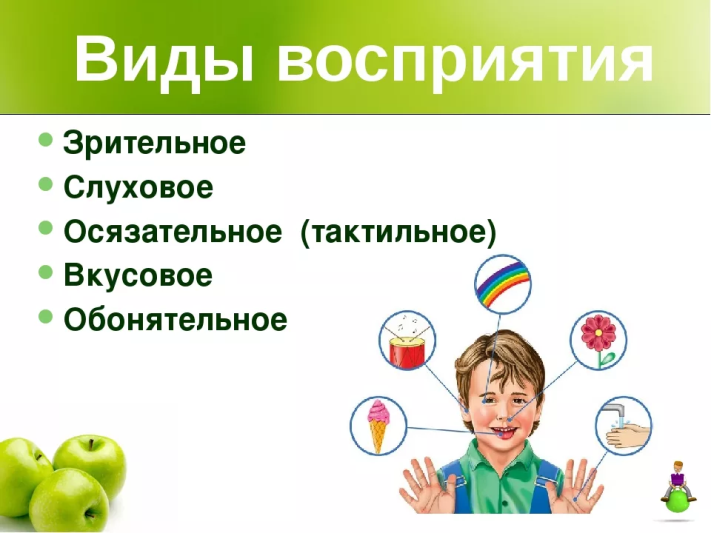 Виды восприятия
Зрительное
Слуховое
Осязательное (тактильное)
Вкусовое
Обонятельное